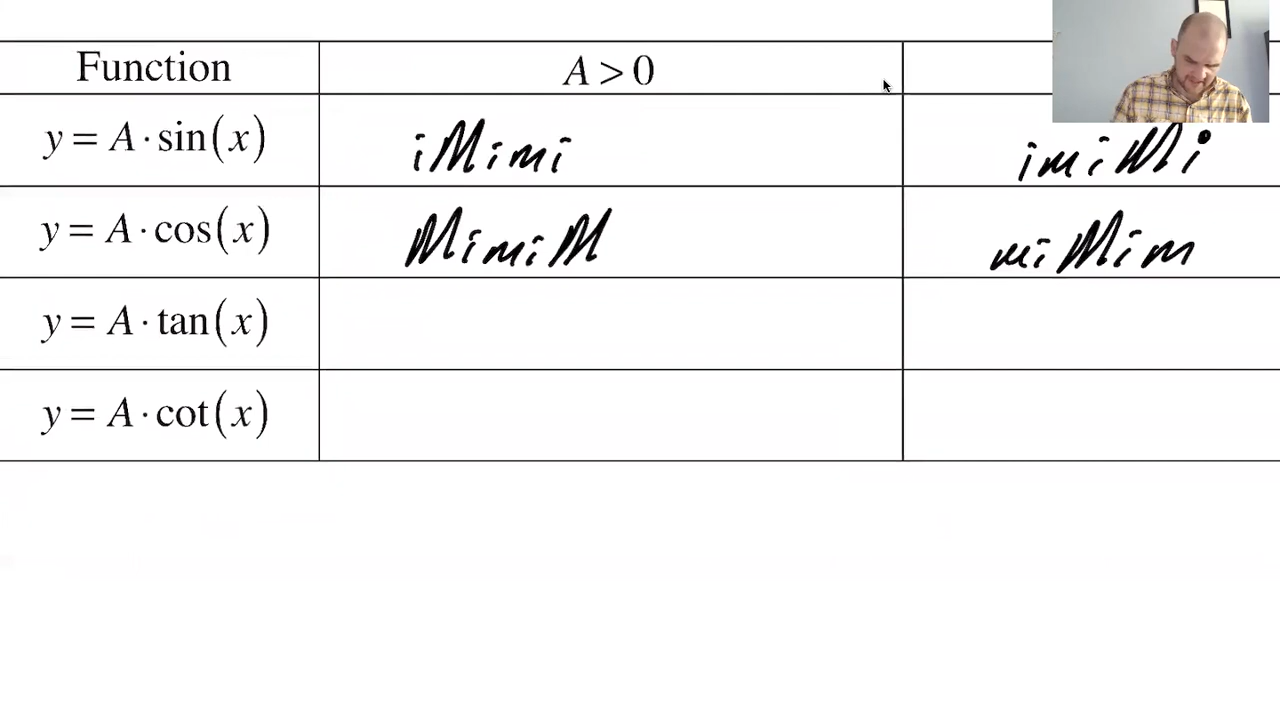 Function A > 0
y = A · sin(x) iMimi imiMi
y = A · cos(x) MimiM miMim
y = A · tan(x)
y = A · cot(x)